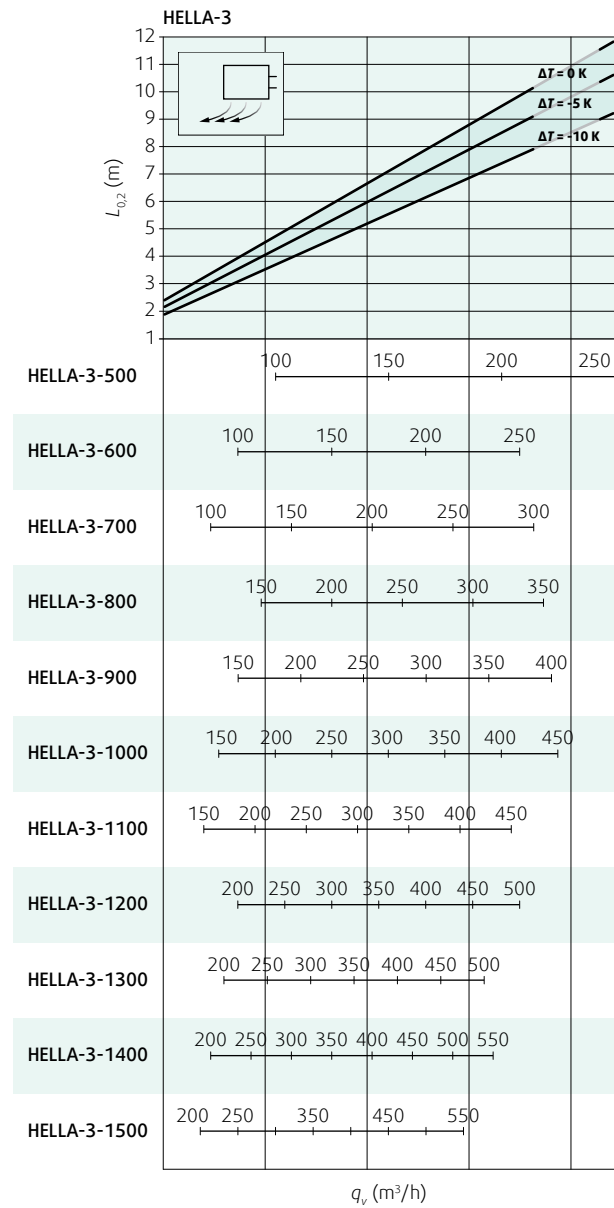 HELLA-3
12
11
10
9
8
7
6
5
4
3
2
1
L0,2 (m)
ΔT = 0 K
ΔT = -5 K
ΔT = -10 K
HELLA-3-500 100 150 200 250
HELLA-3-600 100 150 200 250
HELLA-3-700 100 150 200 250 300
HELLA-3-800 150 200 250 300 350
HELLA-3-900 150 200 250 300 350 400
HELLA-3-1000 150 200 250 300 350 400 450
HELLA-3-1100 150 200 250 300 350 400 450
HELLA-3-1200 200 250 300 350 400 450 500
HELLA-3-1300 200 250 300 350 400 450 500
HELLA-3-1400 200 250 300 350 400 450 500 550
HELLA-3-1500 200 250 350 450 550
qv (m³/h)